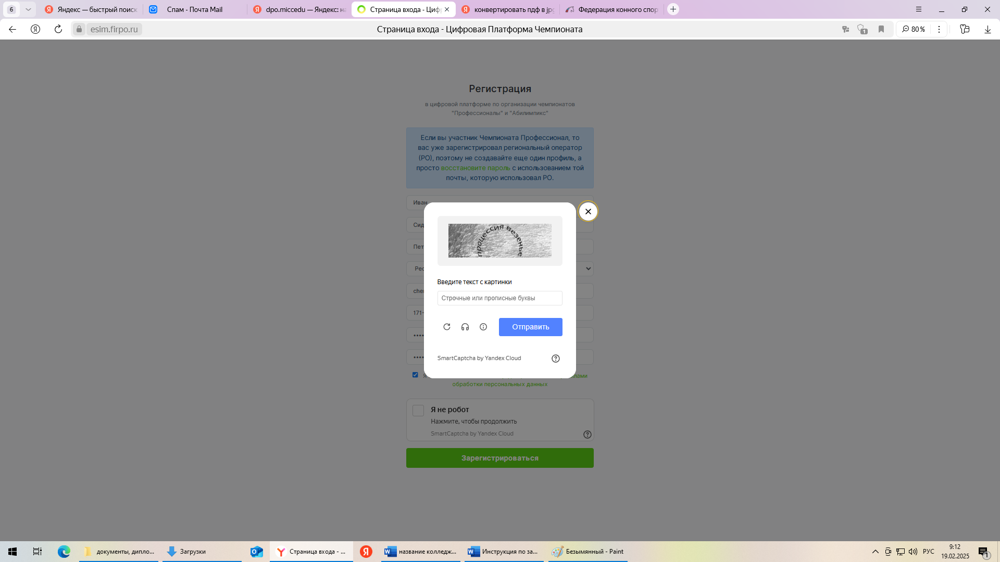 6
Яндекс — быстрый поиск
Спам - Почта Mail
dpo.miccedu — Яндекс: на
Страница входа - Циф
конвертировать пдф в jpg
Федерация конного спор
esim.firpo.ru
Страница входа - Цифровая Платформа Чемпионата
1
80 %
Регистрация
в цифровой платформе по организации чемпионатов
"Профессионалы" и "Абилимпикс"
Если вы участник Чемпионата Профессионал, то
вас уже зарегистрировал региональный оператор
(РО), поэтому не создавайте еще один профиль, а
просто восстановите пароль с использованием той
почты, которую использовал РО.
Иван
Сид
Пет
Рес
cher
171-
процессия везенье
Введите текст с картинки
Строчные или прописные буквы
Отправить
SmartCaptcha by Yandex Cloud
Я
обработки персональных данных
Я не робот
Нажмите, чтобы продолжить
SmartCaptcha by Yandex Cloud
Зарегистрироваться
документы, дипло...
Загрузки
Страница входа - ...
название колледж...
Инструкция по за...
Безымянный - Paint
РУС
9:12
19.02.2025
1